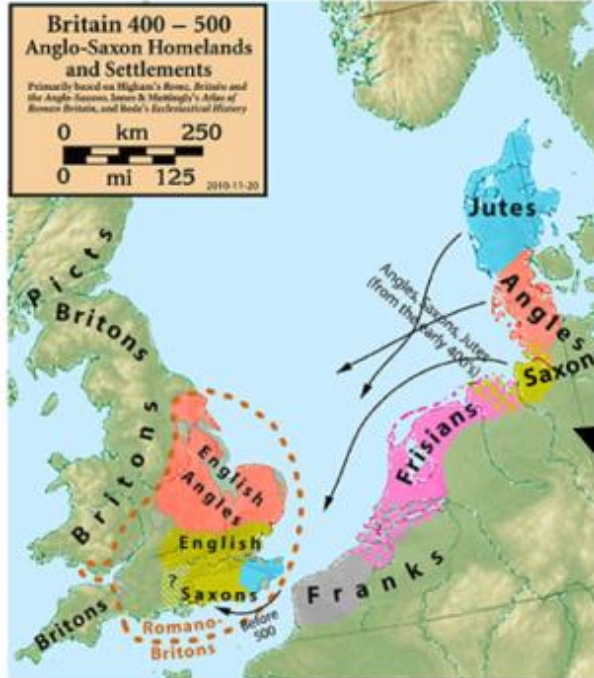 Britain 400 – 500
Anglo-Saxon Homelands
and Settlements
Primarily based on Higham's Rome, Britain and
the Anglo-Saxons, Jones & Mattingly's Atlas of
Roman Britain, and Bede's Ecclesiastical History
0 km 250
0 mi 125
2010-11-20
Jutes
Picts
Angles
Britons
Angles, Saxons, Jutes
(from the early 400's)
Saxon
Frisians
Britons
English
Angles
English
Franks
?
Saxons
Britons
Romano-
Britons
Before
500